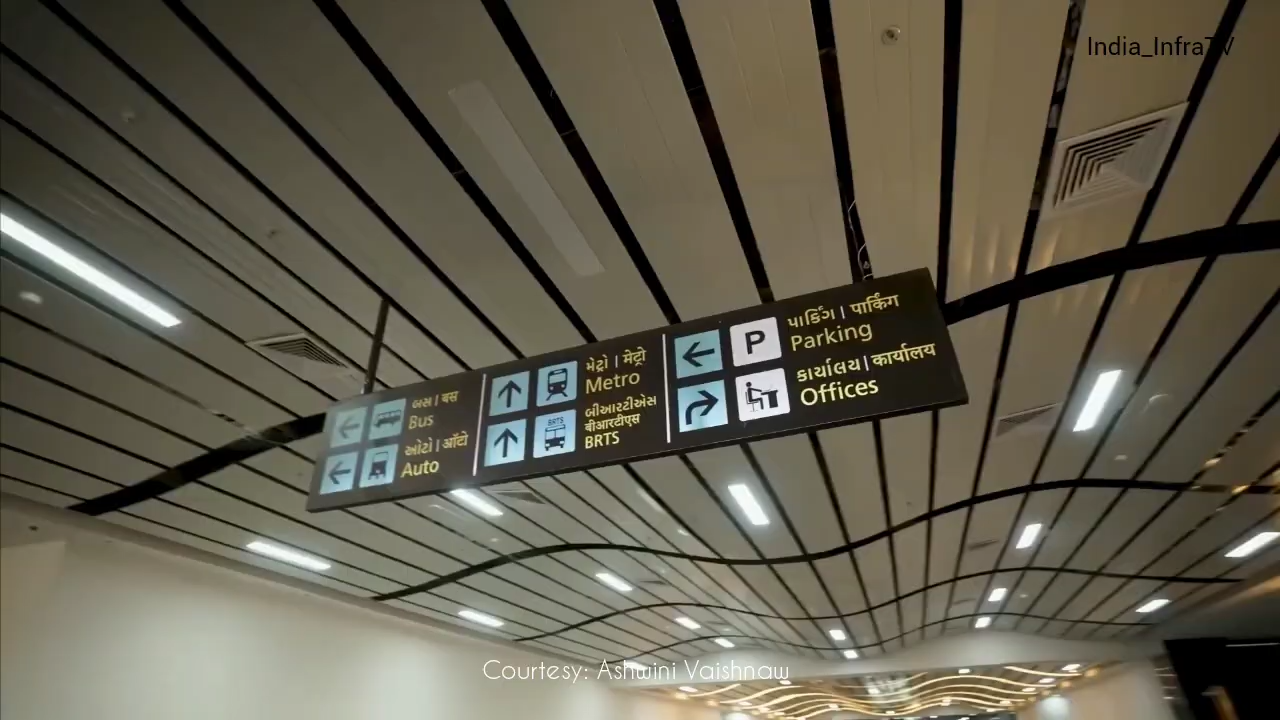 India_InfraTV
બસ | बस
Bus
ઓટો | ऑटो
Auto
મેટ્રો | मेट्रो
Metro
બીઆરટીએસ
बीआरटीएस
BRTS
BRTS
P
પાર્કિંગ | पार्किंग
Parking
કાર્યાલય | कार्यालय
Offices
Courtesy: Ashwini Vaishnaw